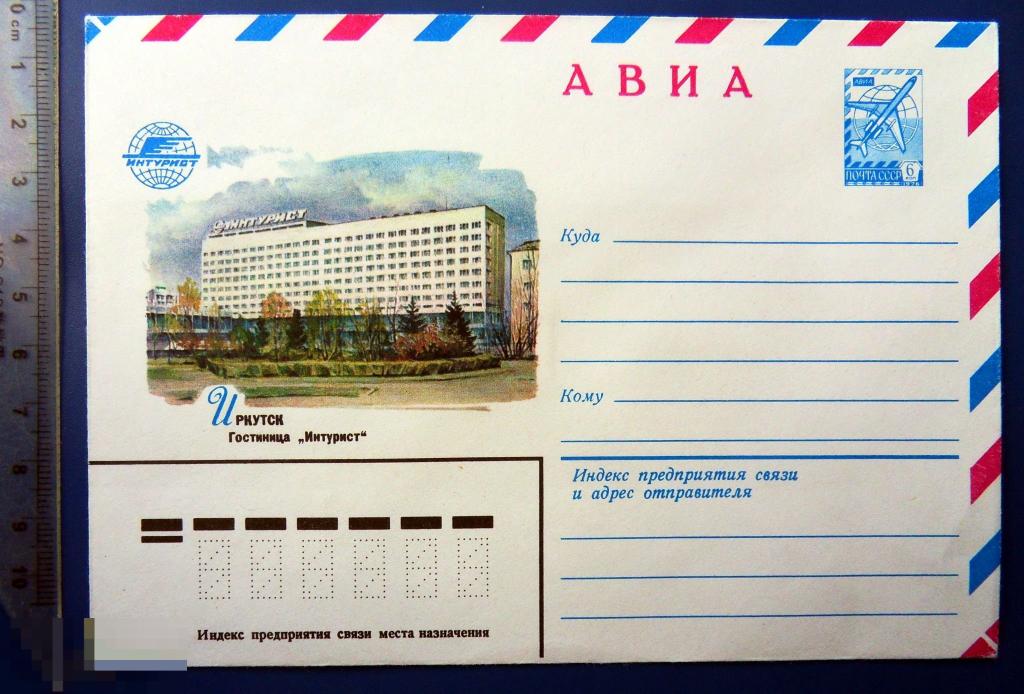 0 cm
1
2
3
4
5
6
7
8
9
10
АВИА
ИНТУРИСТ
ИНТУРИСТ
АВИА
ПОЧТА СССР
6
КОП
1978
Куда
Кому
Иркутск
Гостиница „Интурист“
Индекс предприятия связи
и адрес отправителя
Индекс предприятия связи места назначения